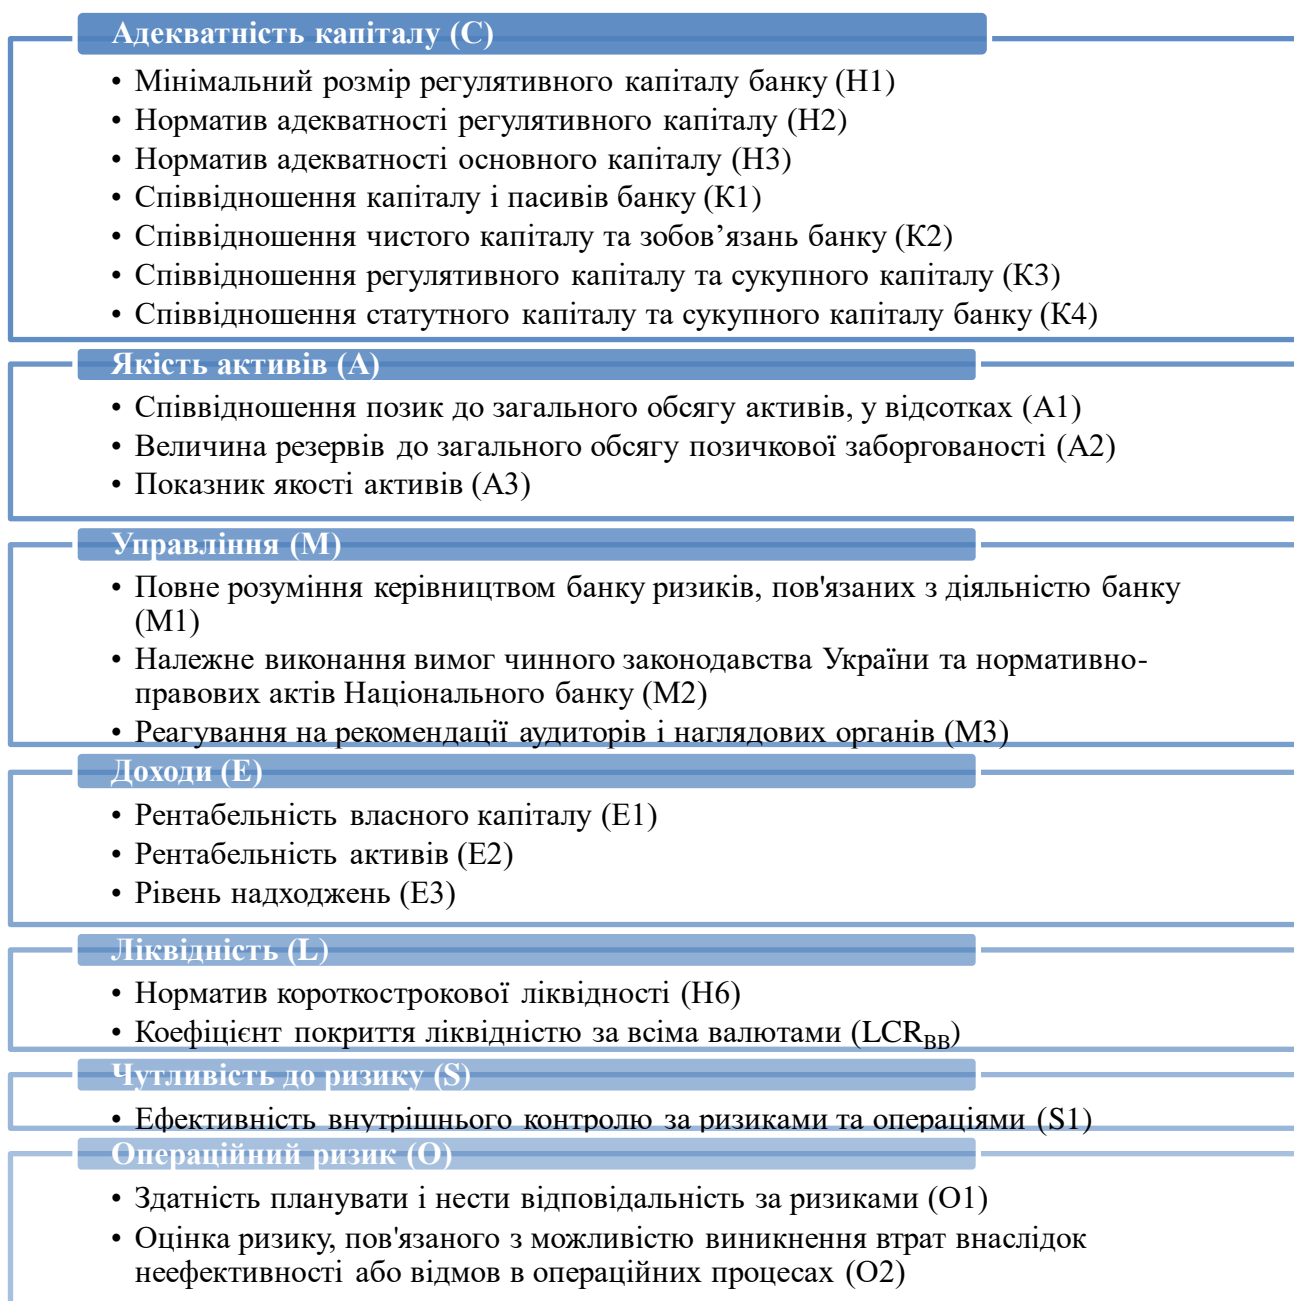 Адекватність капіталу (С)
• Мінімальний розмір регулятивного капіталу банку (Н1)
• Норматив адекватності регулятивного капіталу (Н2)
• Норматив адекватності основного капіталу (Н3)
• Співвідношення капіталу і пасивів банку (К1)
• Співвідношення чистого капіталу та зобов’язань банку (К2)
• Співвідношення регулятивного капіталу та сукупного капіталу (К3)
• Співвідношення статутного капіталу та сукупного капіталу банку (К4)
Якість активів (А)
• Співвідношення позик до загального обсягу активів, у відсотках (А1)
• Величина резервів до загального обсягу позичкової заборгованості (А2)
• Показник якості активів (А3)
Управління (М)
• Повне розуміння керівництвом банку ризиків, пов'язаних з діяльністю банку
(М1)
• Належне виконання вимог чинного законодавства України та нормативно-
правових актів Національного банку (М2)
• Реагування на рекомендації аудиторів і наглядових органів (М3)
Доходи (Е)
• Рентабельність власного капіталу (Е1)
• Рентабельність активів (Е2)
• Рівень надходжень (Е3)
Ліквідність (L)
• Норматив короткострокової ліквідності (Н6)
• Коефіцієнт покриття ліквідністю за всіма валютами (LCRВВ)
Чутливість до ризику (S)
• Ефективність внутрішнього контролю за ризиками та операціями (S1)
Операційний ризик (О)
• Здатність планувати і нести відповідальність за ризиками (О1)
• Оцінка ризику, пов'язаного з можливістю виникнення втрат внаслідок
неефективності або відмов в операційних процесах (О2)